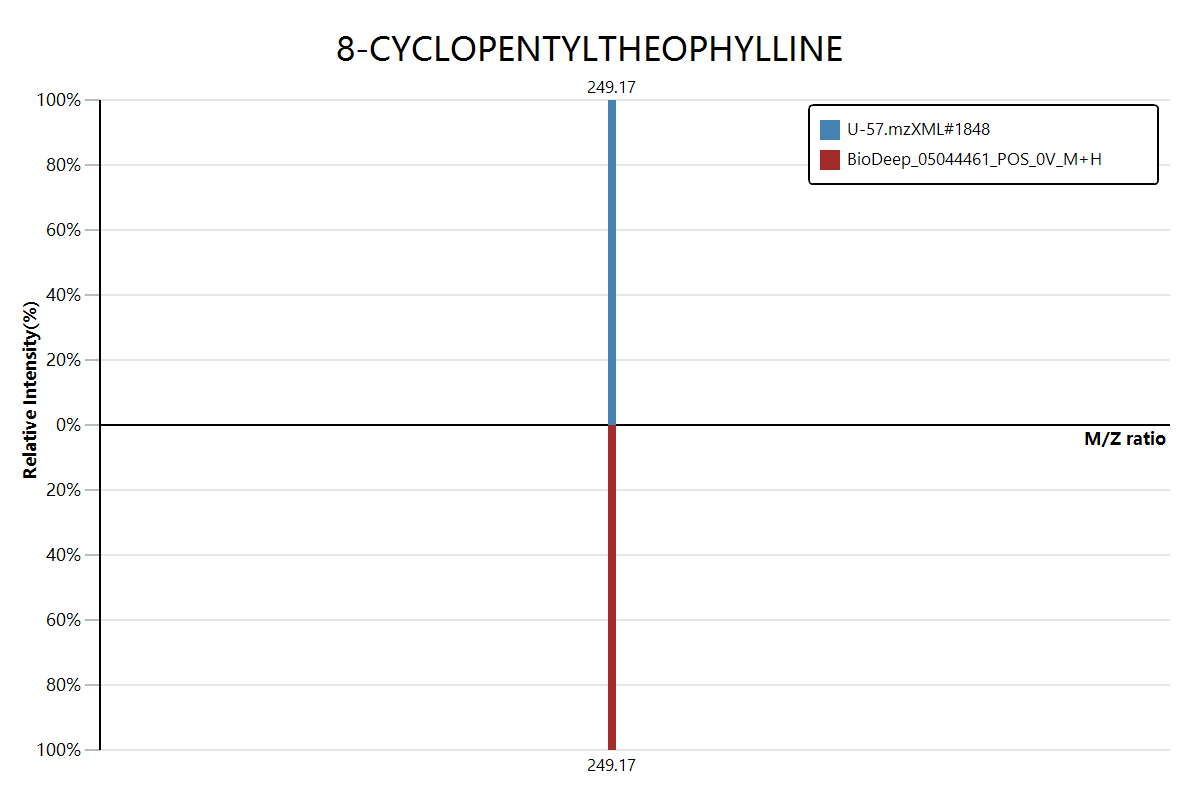 8-CYCLOPENTYLTHEOPHYLLINE
249.17
100%
U-57.mzXML#1848
BioDeep_05044461_POS_0V_M+H
80%
60%
40%
20%
0%
Relative Intensity(%)
M/Z ratio
20%
40%
60%
80%
100%
249.17